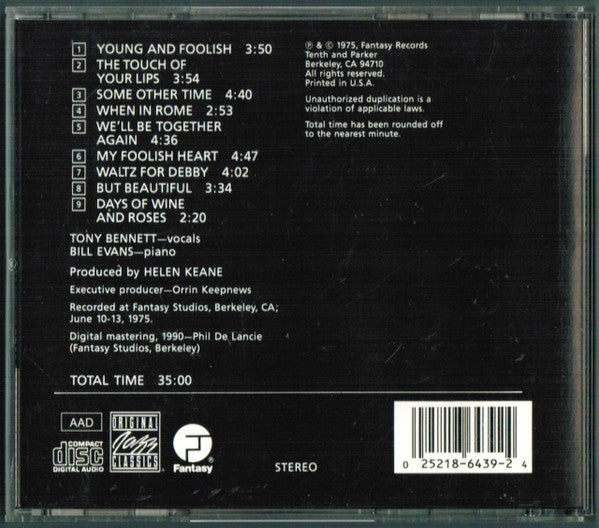 1 YOUNG AND FOOLISH 3:50
2 THE TOUCH OF
YOUR LIPS 3:54
3 SOME OTHER TIME 4:40
4 WHEN IN ROME 2:53
5 WE'LL BE TOGETHER
AGAIN 4:36
6 MY FOOLISH HEART 4:47
7 WALTZ FOR DEBBY 4:02
8 BUT BEAUTIFUL 3:34
9 DAYS OF WINE
AND ROSES 2:20
TONY BENNETT—vocals
BILL EVANS—piano
Produced by HELEN KEANE
Executive producer—Orrin Keepnews
Recorded at Fantasy Studios, Berkeley, CA;
June 10-13, 1975.
Digital mastering, 1990—Phil De Lancie
(Fantasy Studios, Berkeley)
TOTAL TIME 35:00
℗ & © 1975, Fantasy Records
Tenth and Parker
Berkeley, CA 94710
All rights reserved.
Printed in U.S.A.
Unauthorized duplication is a
violation of applicable laws.
Total time has been rounded off
to the nearest minute.
AAD
COMPACT
disc
DIGITAL AUDIO
ORIGINAL
Jazz
CLASSICS
Fantasy
STEREO
0 25218-6439-2 4